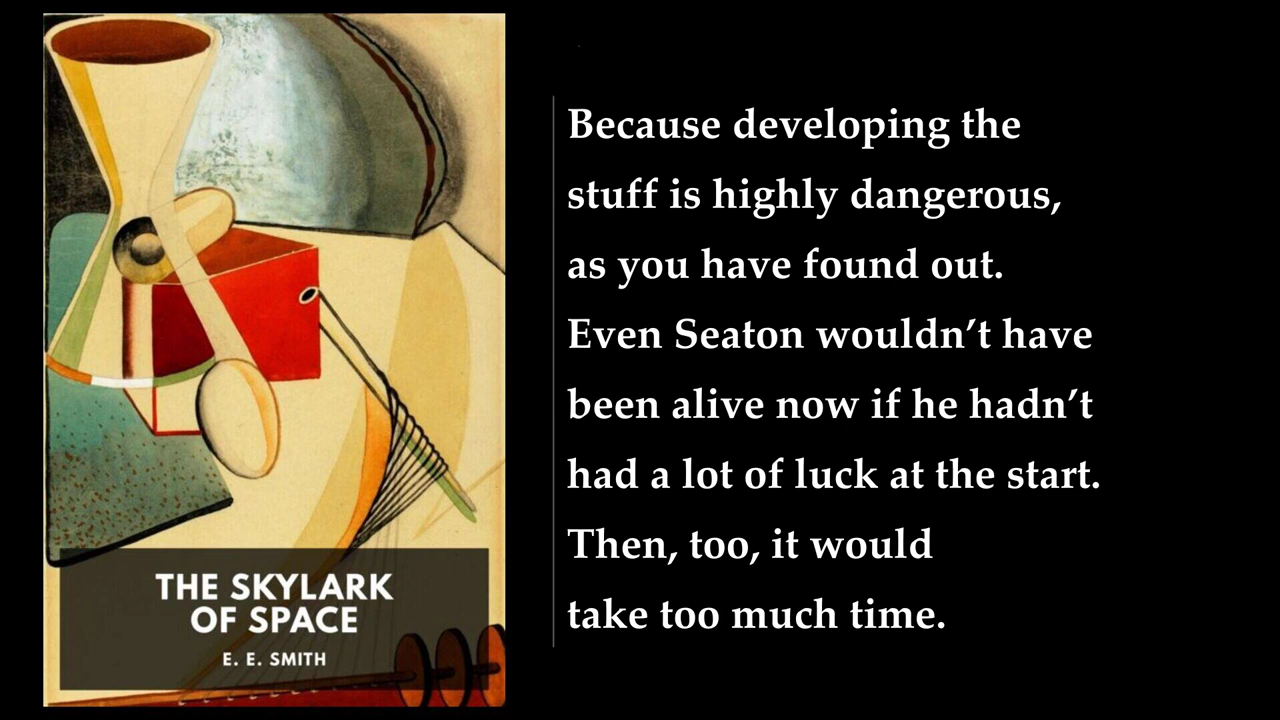 THE SKYLARK
OF SPACE
E. E. SMITH
Because developing the
stuff is highly dangerous,
as you have found out.
Even Seaton wouldn’t have
been alive now if he hadn’t
had a lot of luck at the start.
Then, too, it would
take too much time.